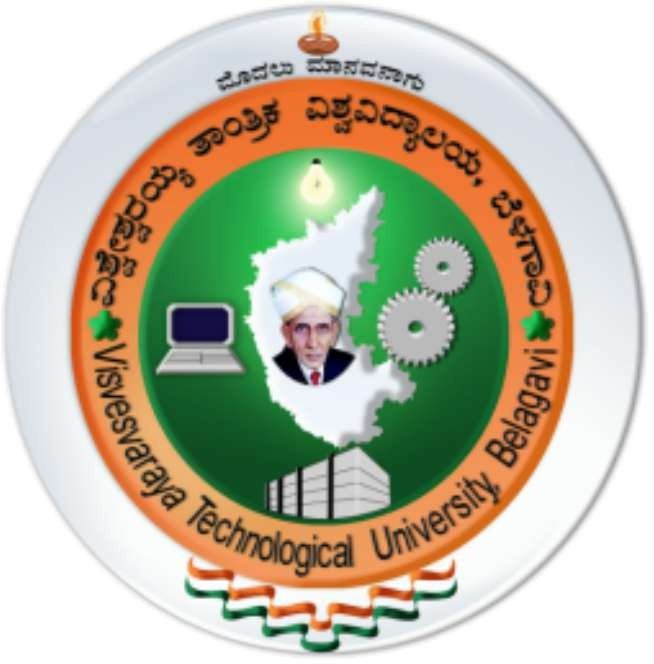 ಮೊದಲು ಮಾನವನಾಗು
ವಿಶ್ವೇಶ್ವರಯ್ಯ ತಾಂತ್ರಿಕ ವಿಶ್ವವಿದ್ಯಾಲಯ, ಬೆಳಗಾವಿ
Visvesvaraya Technological University, Belagavi